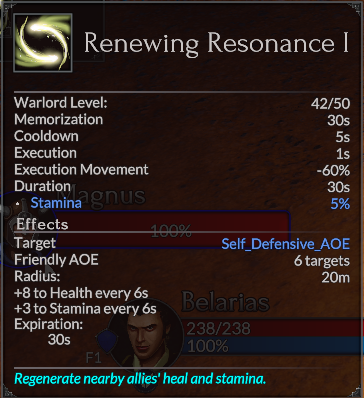 Renewing Resonance I
Warlord Level: 42/50
Memorization 30s
Cooldown 5s
Execution 1s
Execution Movement -60%
Duration 30s
· Stamina 5%
Magnus
Effects
100%
Target Self_Defensive_AOE
Friendly AOE 6 targets
Radius: 20m
+8 to Health every 6s
+3 to Stamina every 6s
Belarias
Expiration:
238/238
30s
100%
F1
Regenerate nearby allies' heal and stamina.